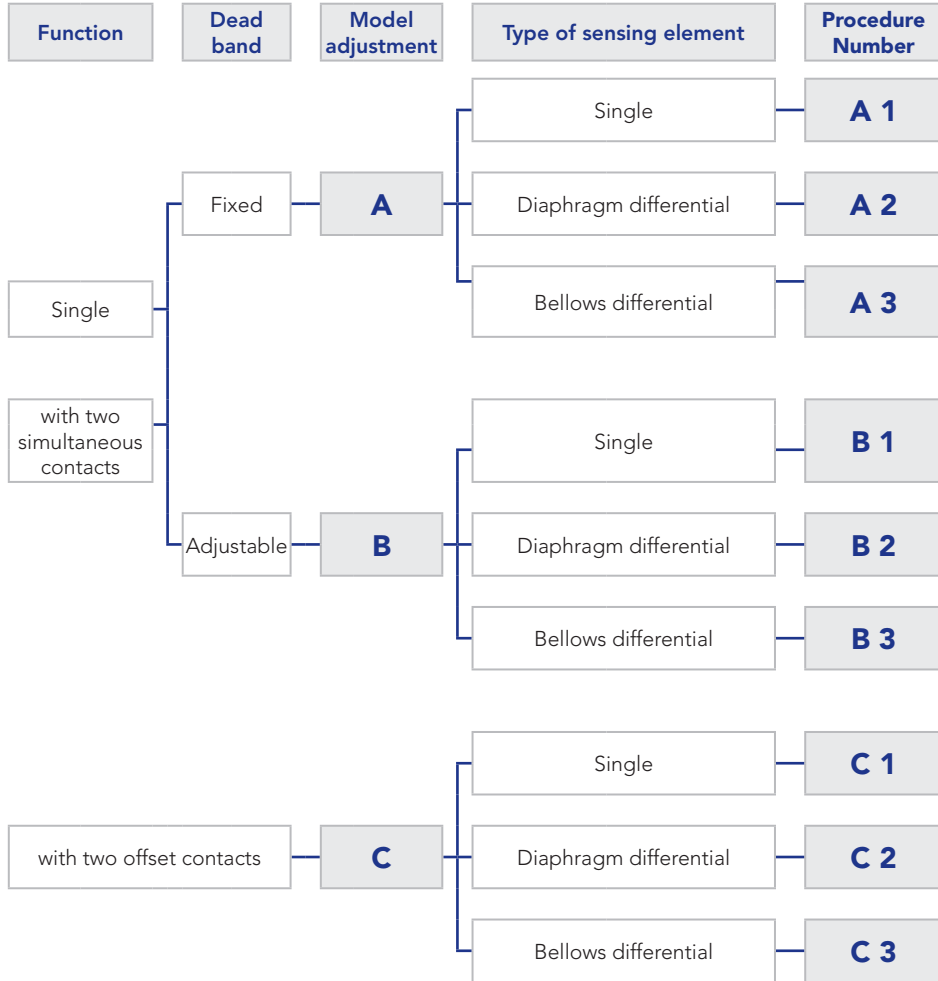 Function
Dead
band
Model
adjustment
Type of sensing element
Procedure
Number
Single
A 1
Fixed
A
Diaphragm differential
A 2
Single
Bellows differential
A 3
with two
simultaneous
contacts
Single
B 1
Adjustable
B
Diaphragm differential
B 2
Bellows differential
B 3
Single
C 1
with two offset contacts
C
Diaphragm differential
C 2
Bellows differential
C 3